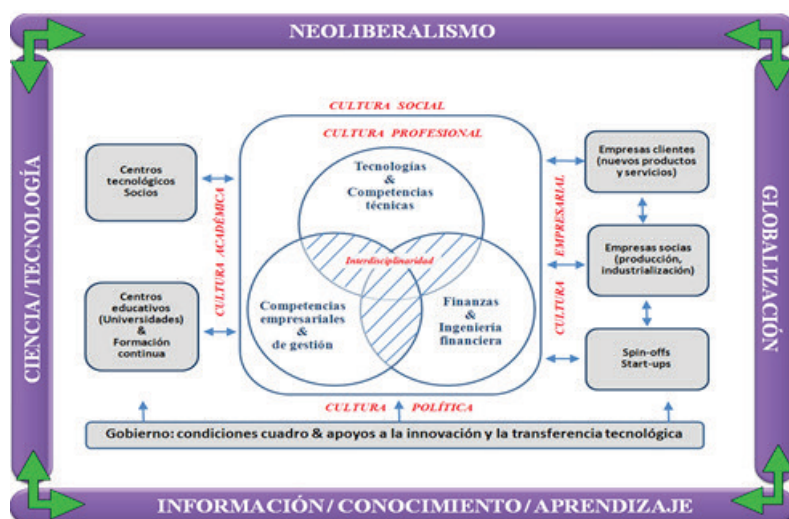 NEOLIBERALISMO
CIENCIA / TECNOLOGÍA
GLOBALIZACIÓN
CULTURA SOCIAL
CULTURA PROFESIONAL
Centros
tecnológicos
Socios
Centros
educativos
(Universidades)
&
Formación
continua
CULTURA ACADÉMICA
Tecnologías
&
Competencias
técnicas
Interdisciplinaridad
Competencias
empresariales
&
de gestión
Finanzas
&
Ingeniería
financiera
CULTURA EMPRESARIAL
Empresas clientes
(nuevos productos
y servicios)
Empresas socias
(producción,
industrialización)
Spin-offs
Start-ups
CULTURA POLÍTICA
Gobierno: condiciones cuadro & apoyos a la innovación y la transferencia tecnológica
INFORMACIÓN / CONOCIMIENTO / APRENDIZAJE